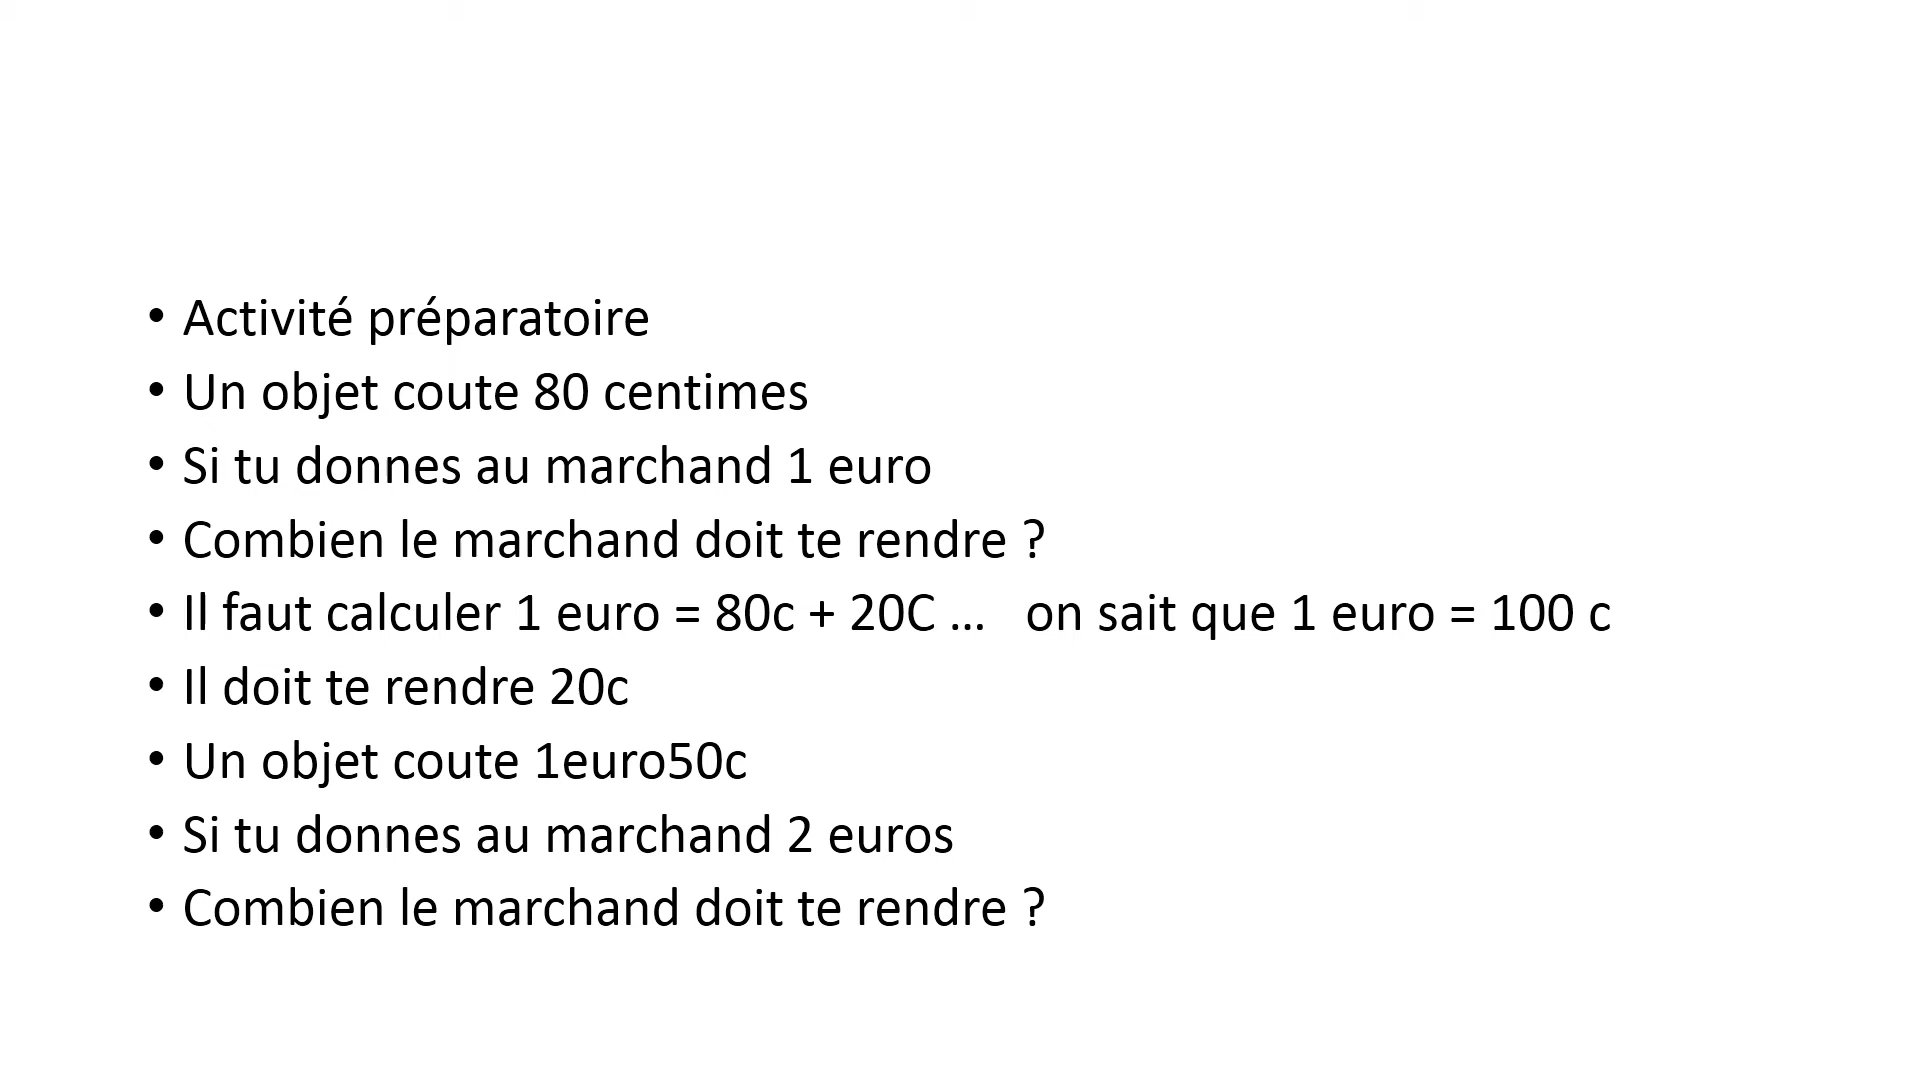 • Activité préparatoire
• Un objet coute 80 centimes
• Si tu donnes au marchand 1 euro
• Combien le marchand doit te rendre ?
• Il faut calculer 1 euro = 80c + 20C ...   on sait que 1 euro = 100 c
• Il doit te rendre 20c
• Un objet coute 1euro50c
• Si tu donnes au marchand 2 euros
• Combien le marchand doit te rendre ?